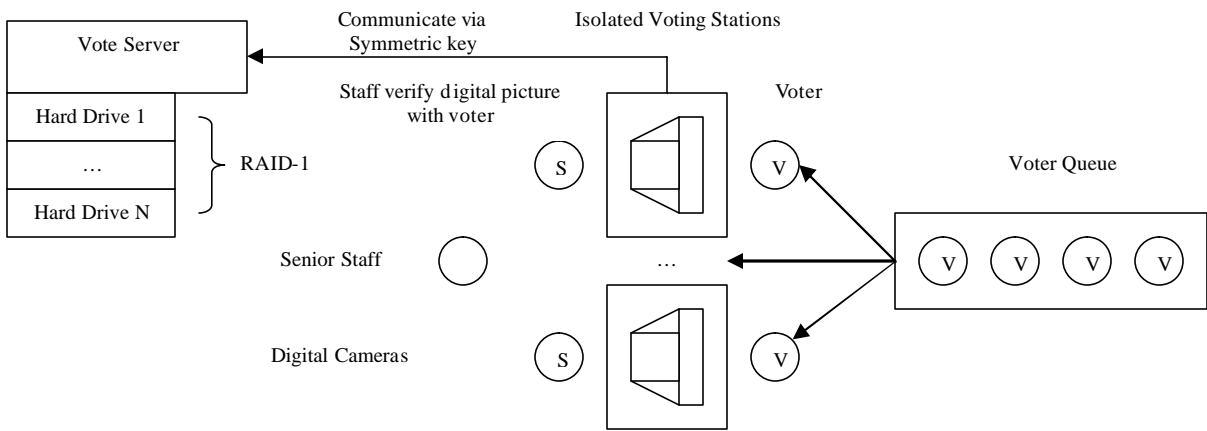 Vote Server
Communicate via
Symmetric key
Isolated Voting Stations
Staff verify digital picture
with voter
Voter
Hard Drive 1
…
Hard Drive N
RAID-1
S
V
Voter Queue
V
V
V
V
Senior Staff
…
Digital Cameras
S
V